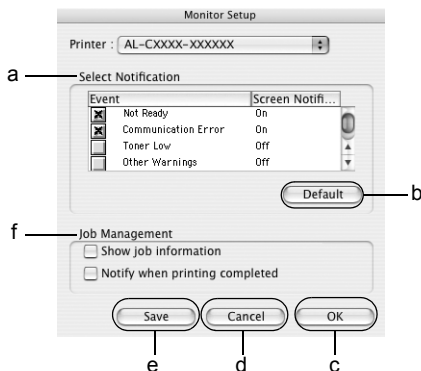 Monitor Setup
Printer : AL-CXXXX-XXXXXX
a
Select Notification
Event Screen Notifi...
Not Ready On
Communication Error On
Toner Low Off
Other Warnings Off
Default
b
f
Job Management
Show job information
Notify when printing completed
Save Cancel OK
e d c